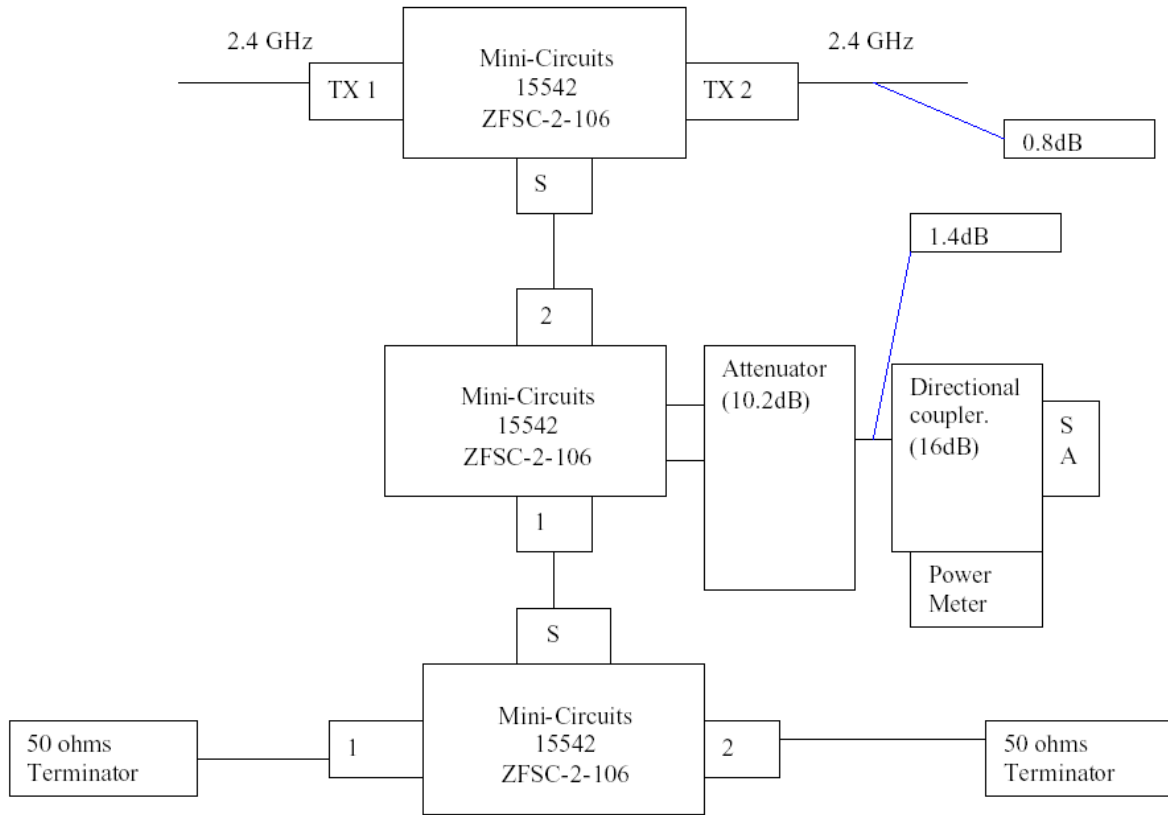 2.4 GHz
TX 1
Mini-Circuits
15542
ZFSC-2-106
TX 2
2.4 GHz
0.8dB
S
1.4dB
2
Mini-Circuits
15542
ZFSC-2-106
Attenuator
(10.2dB)
Directional
coupler.
(16dB)
S
A
1
Power
Meter
S
50 ohms
Terminator
1
Mini-Circuits
15542
ZFSC-2-106
2
50 ohms
Terminator